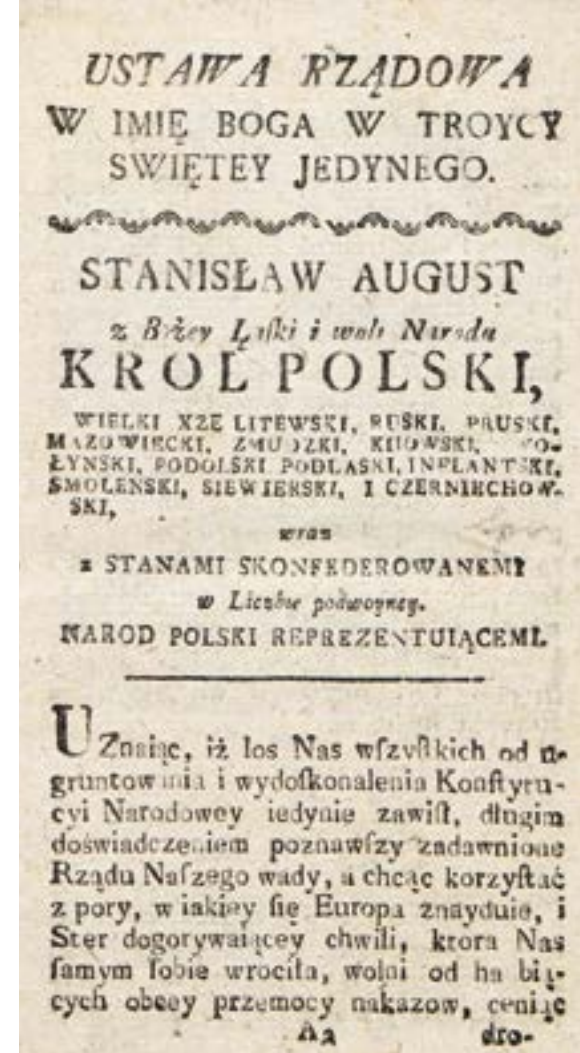 USTAWA RZĄDOWA
W IMIĘ BOGA W TROYCY
SWIĘTEY JEDYNEGO.
STANISŁAW AUGUST
z Bożey Łaſki i woli Narodu
KROL POLSKI,
WIELKI XZĘ LITEWSKI, RUSKI, PRUSKI,
MAZOWIECKI, ZMUDZKI, KIIOWSKI, WO-
ŁYNSKI, PODOLSKI PODLASKI, INFLANTSKI,
SMOLENSKI, SIEWIERSKI, I CZERNIECHOW-
SKI,
wraz
z STANAMI SKONFEDEROWANEMI
w Liczbie podwoyney.
NAROD POLSKI REPREZENTUIĄCEMI.
UZnaiąc, iż los Nas wſzyſtkich od u-
gruntowania i wydoſkonalenia Konſtytu-
cyi Narodowey iedynie zawiſł, długim
doświadczeniem poznawſzy zadawnione
Rządu Naſzego wady, a chcąc korzyſtać
z pory, w iakiey ſię Europa znayduie, i
Ster dogorywaiącey chwili, ktora Nas
ſamym ſobie wrociła, wolni od hańbią-
cych obcey przemocy nakazow, ceniąc
Aa dro-